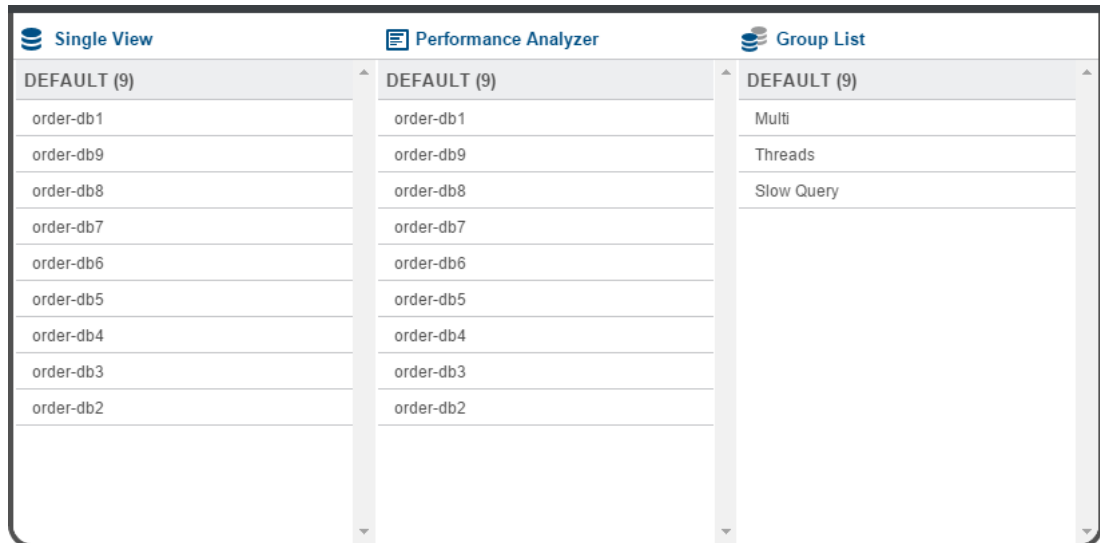 Single View
DEFAULT (9)
order-db1
order-db9
order-db8
order-db7
order-db6
order-db5
order-db4
order-db3
order-db2
Performance Analyzer
DEFAULT (9)
order-db1
order-db9
order-db8
order-db7
order-db6
order-db5
order-db4
order-db3
order-db2
Group List
DEFAULT (9)
Multi
Threads
Slow Query